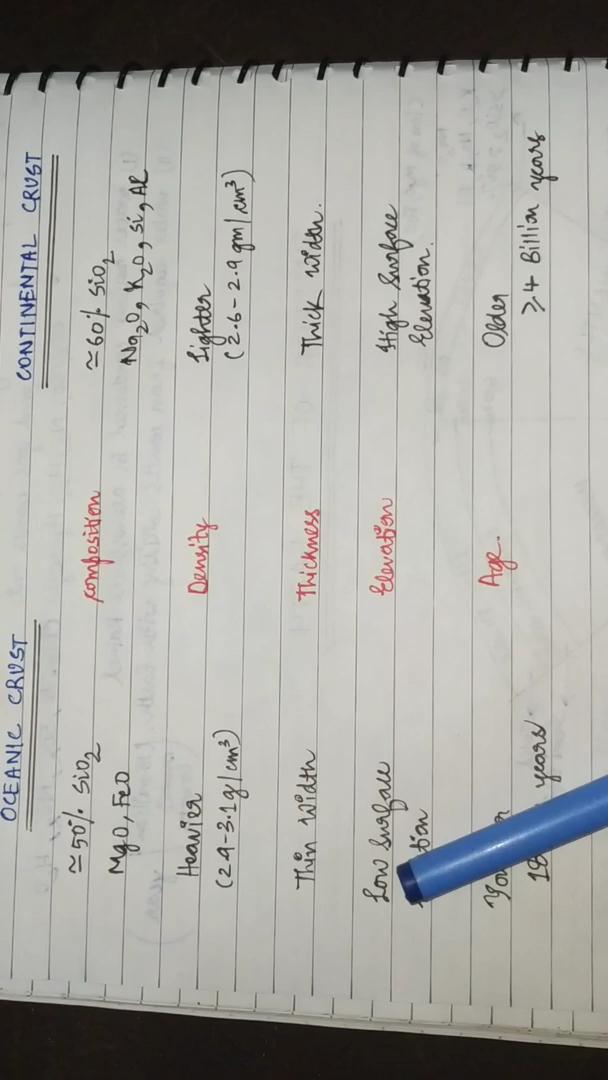 OCEANIC CRUST CONTINENTAL CRUST
≃50% SiO2 composition ≃60% SiO2
MgO, FeO Na2O, K2O, Si, Al
Heavier Density Lighter
(2.9-3.1g/cm³) (2.6-2.9 gm/cm³)
Thin Width Thickness Thick Width.
Low Surface Elevation High Surface
Elevation.
Age. Older
years ≥4 Billion years